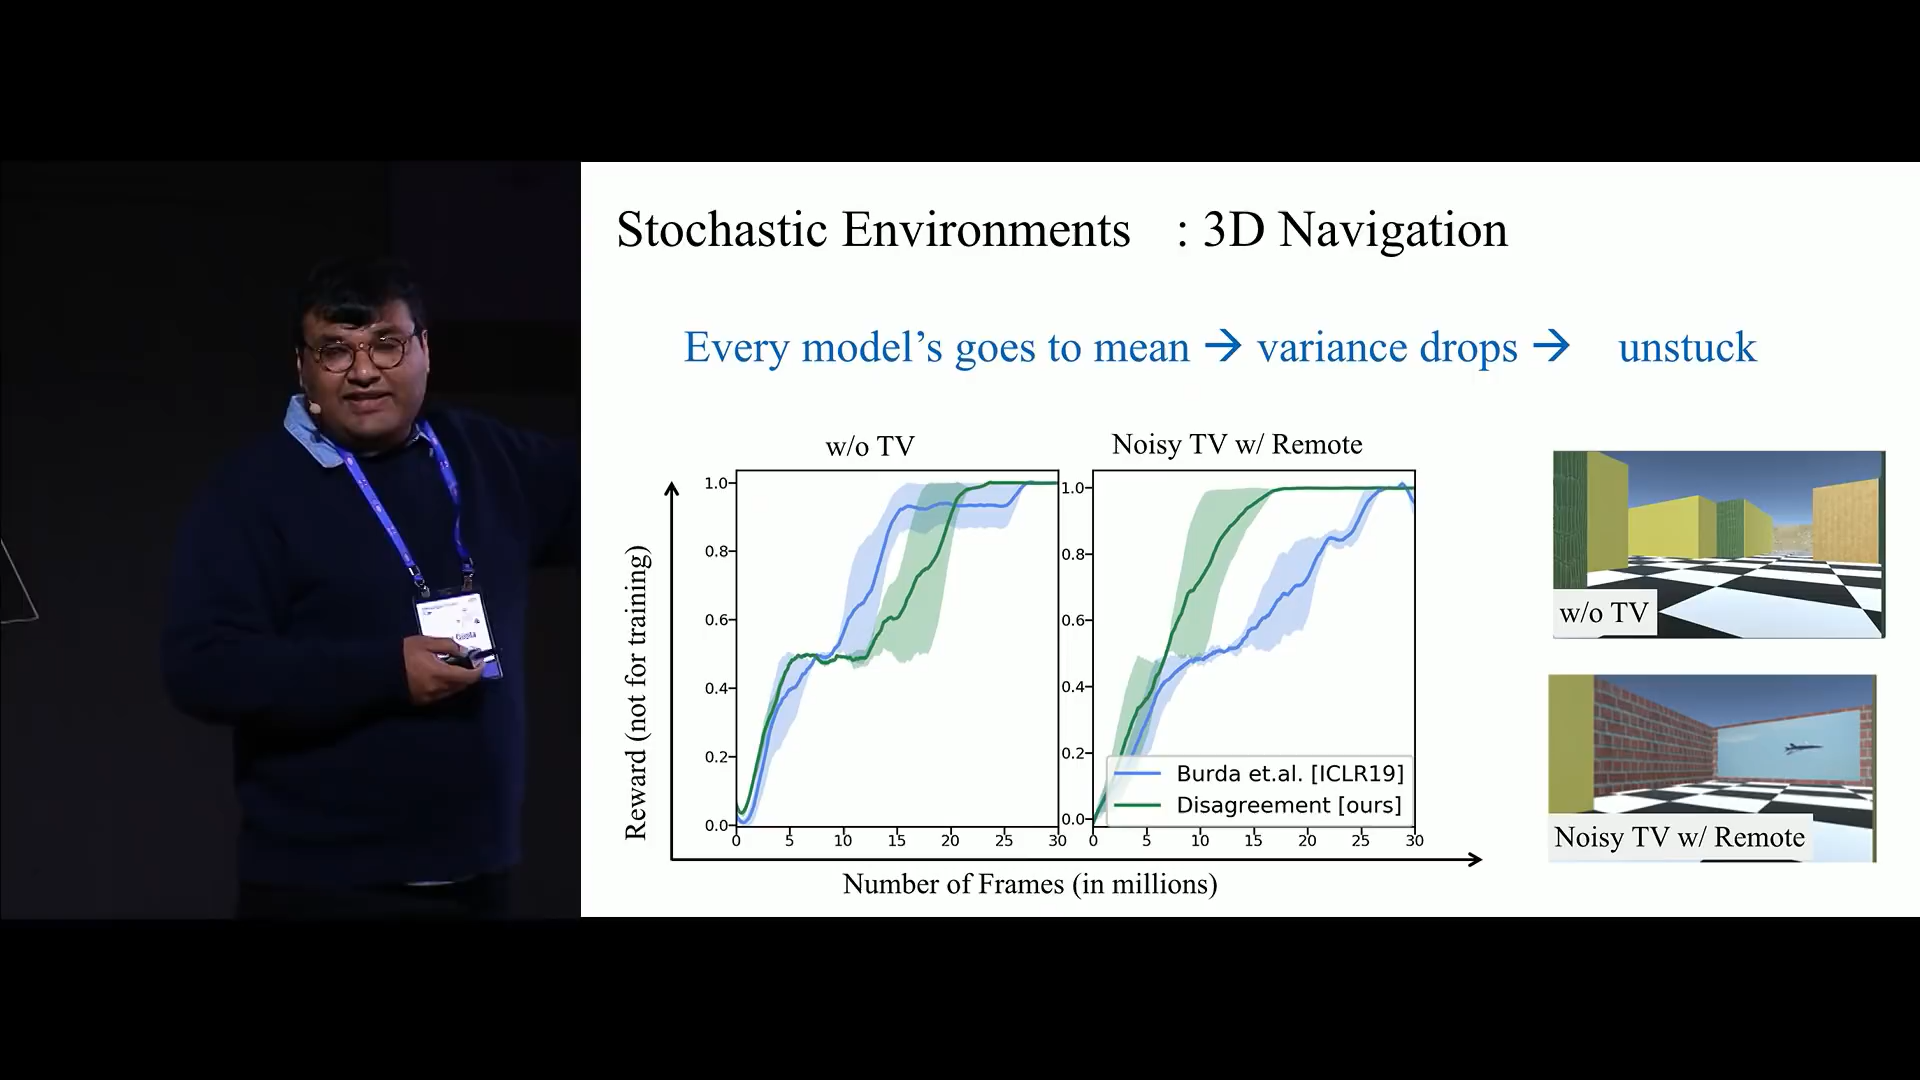 Stochastic Environments : 3D Navigation
Every model's goes to mean → variance drops → unstuck
w/o TV
Noisy TV w/ Remote
Reward (not for training)
1.0
0.8
0.6
0.4
0.2
0.0
0 5 10 15 20 25 30
1.0
0.8
0.6
0.4
0.2
0.0
0 5 10 15 20 25 30
Burda et.al. [ICLR19]
Disagreement [ours]
Number of Frames (in millions)
w/o TV
Noisy TV w/ Remote
Gupta